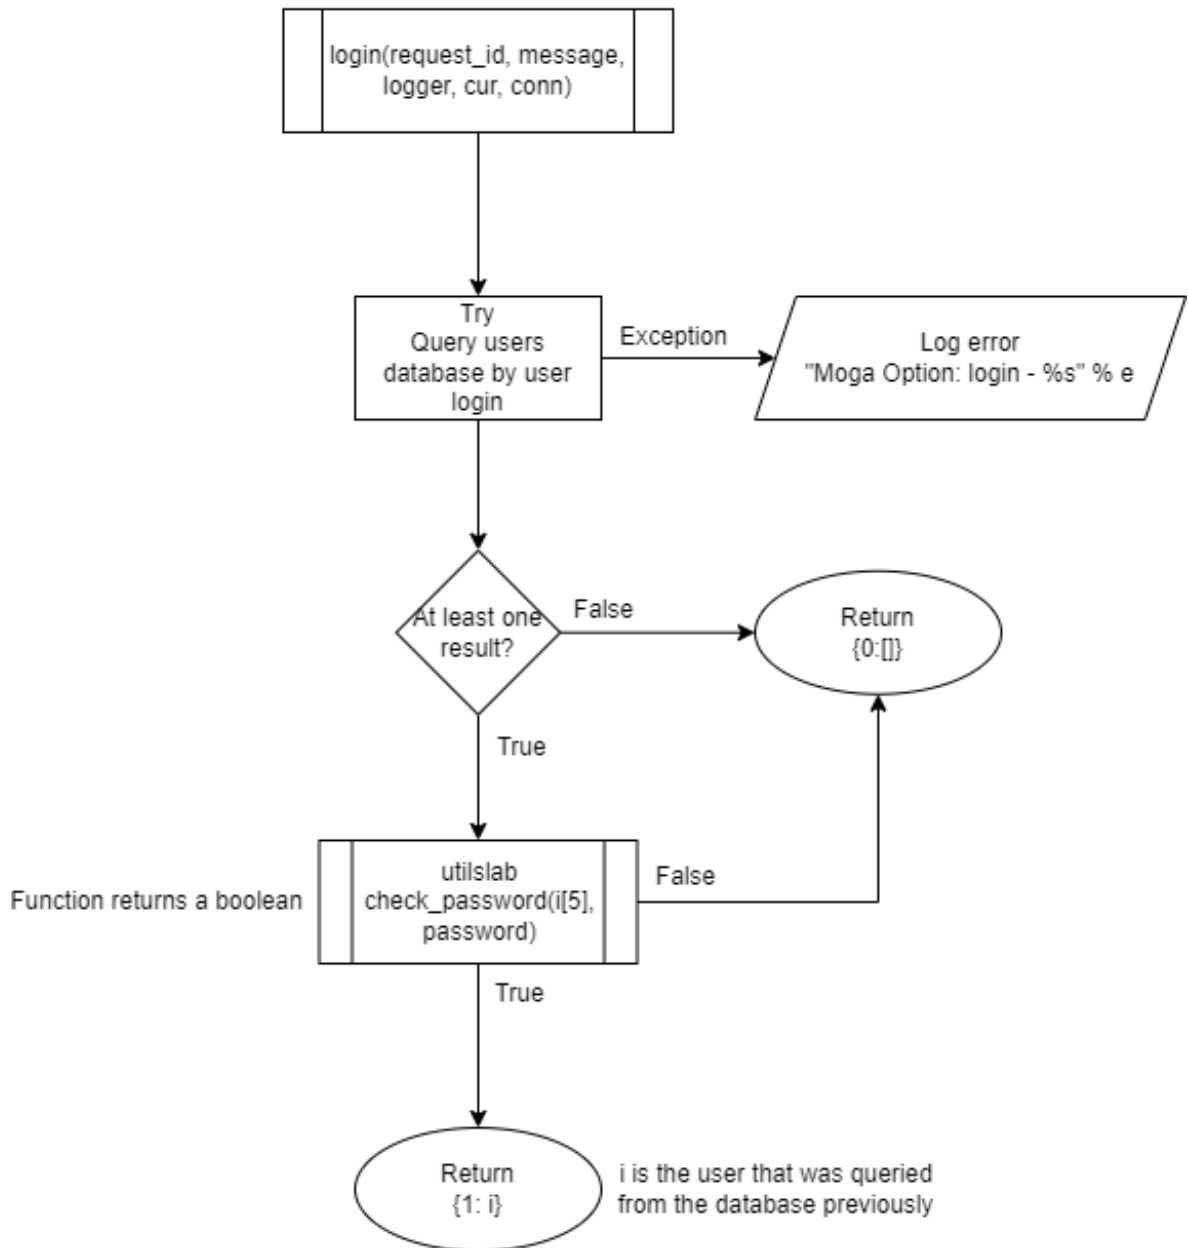 login(request_id, message,
logger, cur, conn)
Try
Query users
database by user
login
Exception
Log error
"Moga Option: login - %s" % e
At least one
result?
False
Return
{0:[]}
True
Function returns a boolean
utilslab
check_password(i[5],
password)
False
True
Return
{1: i}
i is the user that was queried
from the database previously